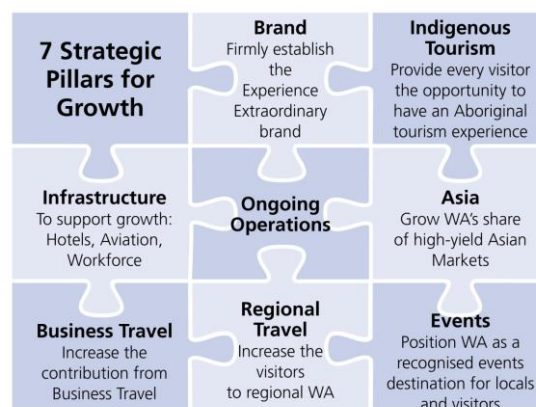 7 Strategic
Pillars for
Growth
Brand
Firmly establish
the
Experience
Extraordinary
brand
Indigenous
Tourism
Provide every visitor
the opportunity to
have an Aboriginal
tourism experience
Infrastructure
To support growth:
Hotels, Aviation,
Workforce
Ongoing
Operations
Asia
Grow WA's share
of high-yield Asian
Markets
Business Travel
Increase the
contribution from
Business Travel
Regional
Travel
Increase the
visitors
to regional WA
Events
Position WA as a
recognised events
destination for locals
and visitors